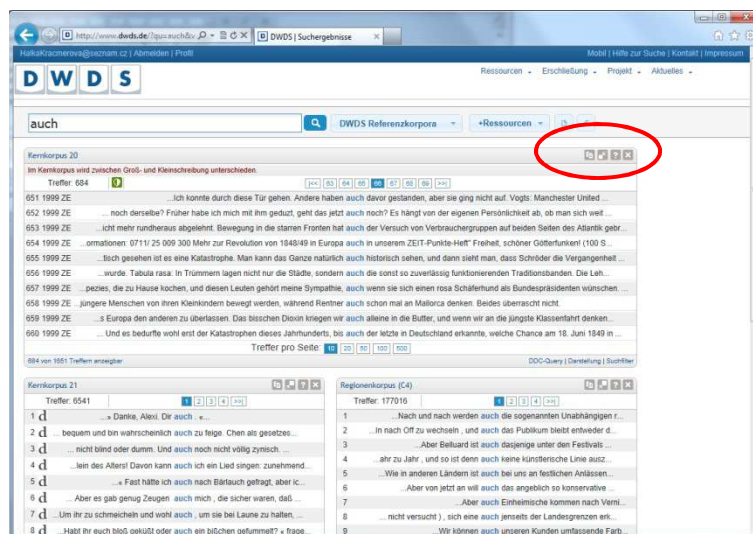 http://www.dwds.de/?qu=auch&v
DWDS | Suchergebnisse
HalkaKracmerova@seznam.cz | Abmelden | Profil
Mobil | Hilfe zur Suche | Kontakt | Impressum
DWDS
Ressourcen Erschließung Projekt Aktuelles
auch
DWDS Referenzkorpora
+Ressourcen
Kernkorpus 20
Im Kernkorpus wird zwischen Groß- und Kleinschreibung unterschieden.
Treffer: 684 |<< 63 64 65 66 67 68 69 >>|
651 1999 ZE ...Ich konnte durch diese Tür gehen. Andere haben auch davor gestanden, aber sie ging nicht auf. Vogts: Manchester United ...
652 1999 ZE ... noch derselbe? Früher habe ich mich mit ihm geduzt, geht das jetzt auch noch? Es hängt von der eigenen Persönlichkeit ab, ob man sich weit ...
653 1999 ZE ...icht mehr rundheraus abgelehnt. Bewegung in die starren Fronten hat auch der Versuch von Verbrauchergruppen auf beiden Seiten des Atlantik gebr...
654 1999 ZE ...ormationen: 0711/ 25 009 300 Mehr zur Revolution von 1848/49 in Europa auch in unserem ZEIT-Punkte-Heft" Freiheit, schöner Götterfunken! (100 S...
655 1999 ZE ...tisch gesehen ist es eine Katastrophe. Man kann das Ganze natürlich auch historisch sehen, und dann sieht man, dass Schröder die Vergangenheit ...
656 1999 ZE ...wurde. Tabula rasa: In Trümmern lagen nicht nur die Städte, sondern auch die sonst so zuverlässig funktionierenden Traditionsbanden. Die Leh...
657 1999 ZE ...pezies, die zu Hause kochen, und diesen Leuten gehört meine Sympathie, auch wenn sie sich einen rosa Schäferhund als Bundespräsidenten wünschen. ...
658 1999 ZE ...jüngere Menschen von ihren Kleinkindern bewegt werden, während Rentner auch schon mal an Mallorca denken. Beides überrascht nicht.
659 1999 ZE ...s Europa den anderen zu überlassen. Das bisschen Dioxin kriegen wir auch alleine in die Butter, und wenn wir an die jüngste Klassenfahrt denken...
660 1999 ZE ... Und es bedurfte wohl erst der Katastrophen dieses Jahrhunderts, bis auch der letzte in Deutschland erkannte, welche Chance am 18. Juni 1849 in ...
Treffer pro Seite: 10 20 50 100 500
684 von 1651 Treffern anzeigbar
DDC-Query | Darstellung | Suchfilter
Kernkorpus 21
Treffer: 6541 1 2 3 4 >>|
1 d ...» Danke, Alexi. Dir auch . «...
2 d ... bequem und bin wahrscheinlich auch zu feige. Chen als gesetzes...
3 d ... nicht blind oder dumm. Und auch noch nicht völlig zynisch. ...
4 d ...lein des Alters! Davon kann auch ich ein Lied singen: zunehmend...
5 d ...« Fast hätte ich auch nach Bärlauch gefragt, aber ic...
6 d ... Aber es gab genug Zeugen auch mich , die sicher waren, daß ...
7 d ...Um ihr zu schmeicheln und wohl auch , um sie bei Laune zu halten, ...
8 d ...Habt ihr euch bloß geküßt oder auch ein bißchen gefummelt? « frage...
Regionenkorpus (C4)
Treffer: 177016 1 2 3 4 >>|
1 ...Nach und nach werden auch die sogenannten Unabhängigen r...
2 ...In nach Off zu wechseln , und auch das Publikum bleibt entweder d...
3 ...Aber Belluard ist auch dasjenige unter den Festivals ...
4 ...ahr zu Jahr , und so ist denn auch keine künstlerische Linie ausz...
5 ...Wie in anderen Ländern ist auch bei uns an festlichen Anlässen...
6 ...Aber von jetzt an will auch das angeblich so konservative ...
7 ...Aber auch Einheimische kommen nach Verni...
8 ... nicht versucht ) , sich eine auch jenseits der Landesgrenzen erk...
9 ...Wir können auch unseren Kunden umfassende Farb...